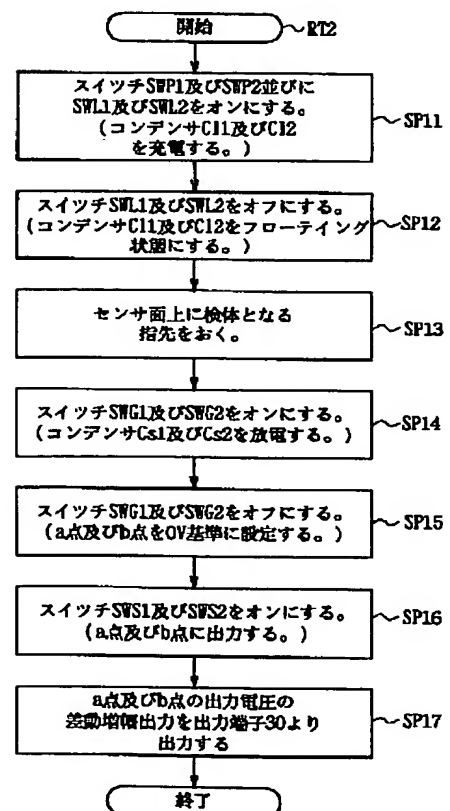 開始
RT2
スイッチSWP1及びSWP2並びに
SWL1及びSWL2をオンにする。
(コンデンサCl1及びCl2
を充電する。)
SP11
スイッチSWL1及びSWL2をオフにする。
(コンデンサCl1及びCl2をフローテイング
状態にする。)
SP12
センサ面上に検体となる
指先をおく。
SP13
スイッチSWG1及びSWG2をオンにする。
(コンデンサCs1及びCs2を放電する。)
SP14
スイッチSWG1及びSWG2をオフにする。
(a点及びb点を0V基準に設定する。)
SP15
スイッチSWS1及びSWS2をオンにする。
(a点及びb点に出力する。)
SP16
a点及びb点の出力電圧の
差動増幅出力を出力端子30より
出力する
SP17
終了